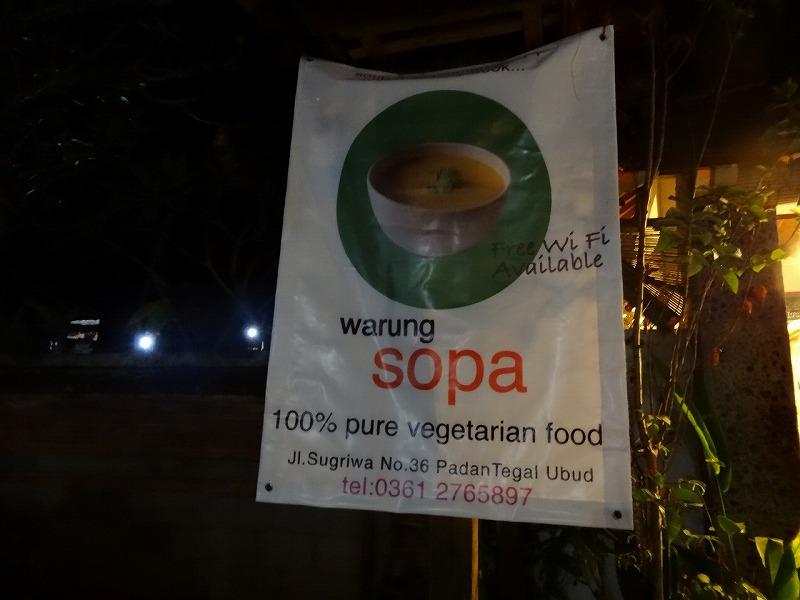 Free Wi Fi
Available
warung
sopa
100% pure vegetarian food
Jl.Sugriwa No.36 PadanTegal Ubud
tel:0361 2765897